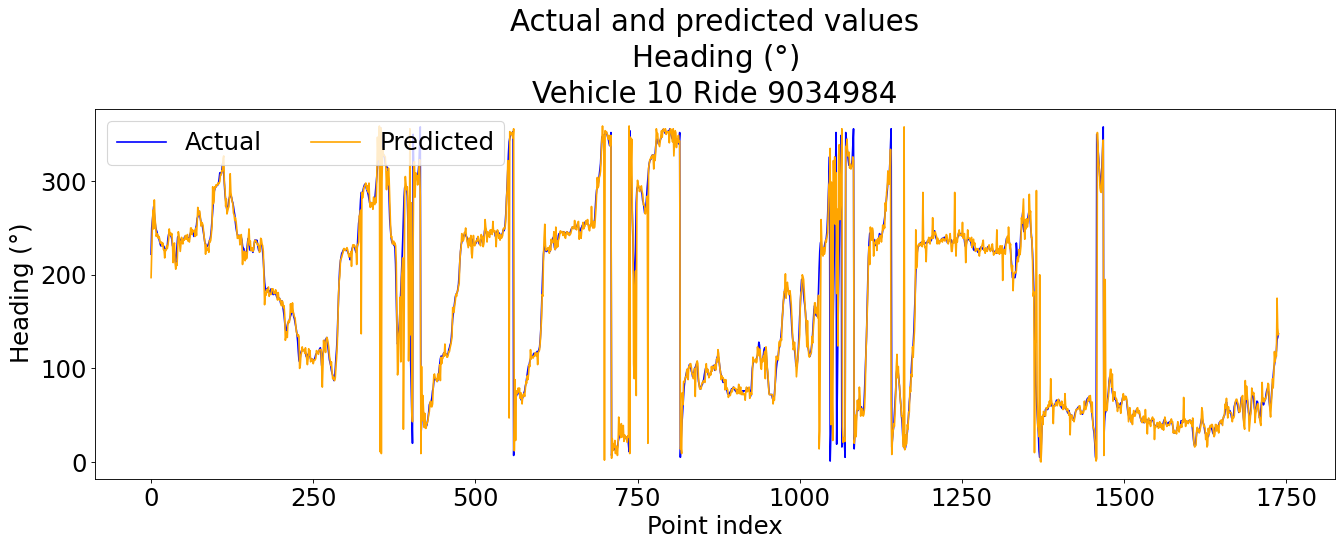 Actual and predicted values
Heading (°)
Vehicle 10 Ride 9034984
Actual
Predicted
Heading (°)
300
200
100
0
0
250
500
750
1000
1250
1500
1750
Point index